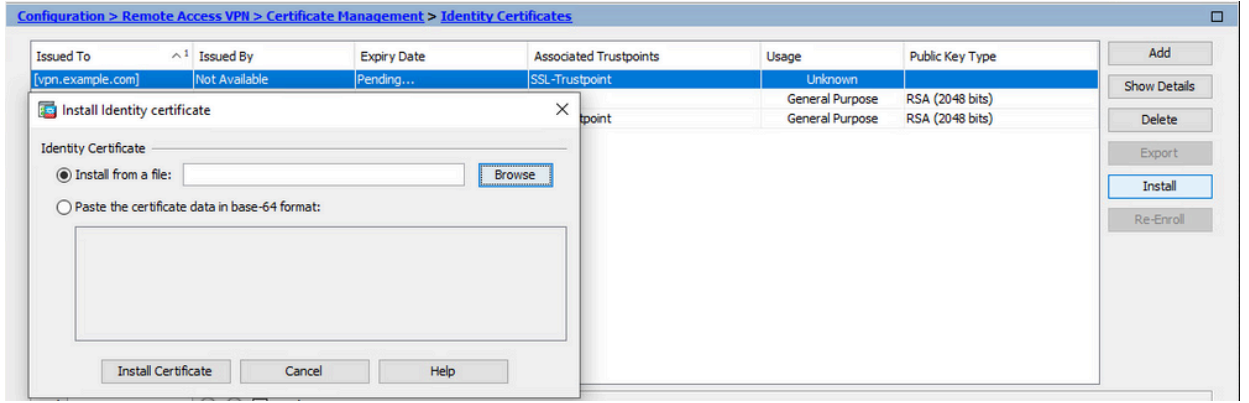 Configuration > Remote Access VPN > Certificate Management > Identity Certificates
Issued To 1 Issued By Expiry Date Associated Trustpoints Usage Public Key Type
[vpn.example.com] Not Available Pending... SSL-Trustpoint Unknown
General Purpose RSA (2048 bits)
tpoint General Purpose RSA (2048 bits)
Add
Show Details
Delete
Export
Install
Re-Enroll
Install Identity certificate
Identity Certificate
Install from a file: Browse
Paste the certificate data in base-64 format:
Install Certificate Cancel Help